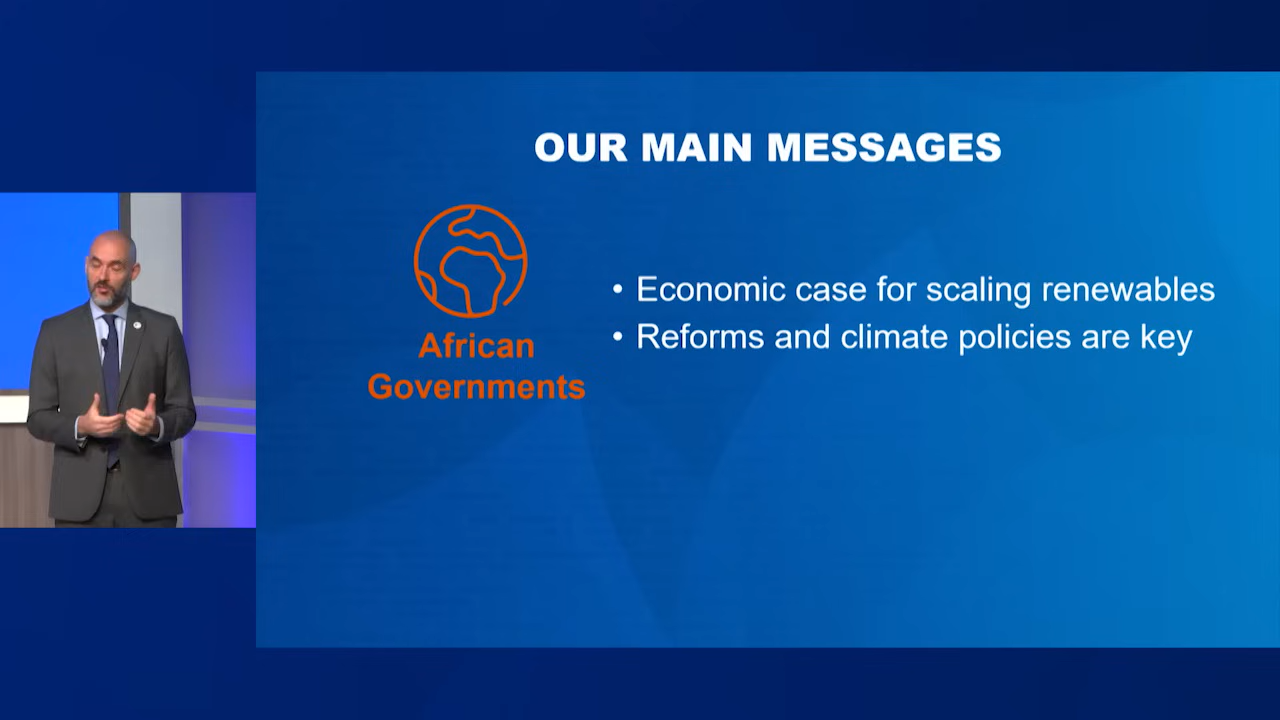 OUR MAIN MESSAGES
African
Governments
• Economic case for scaling renewables
• Reforms and climate policies are key